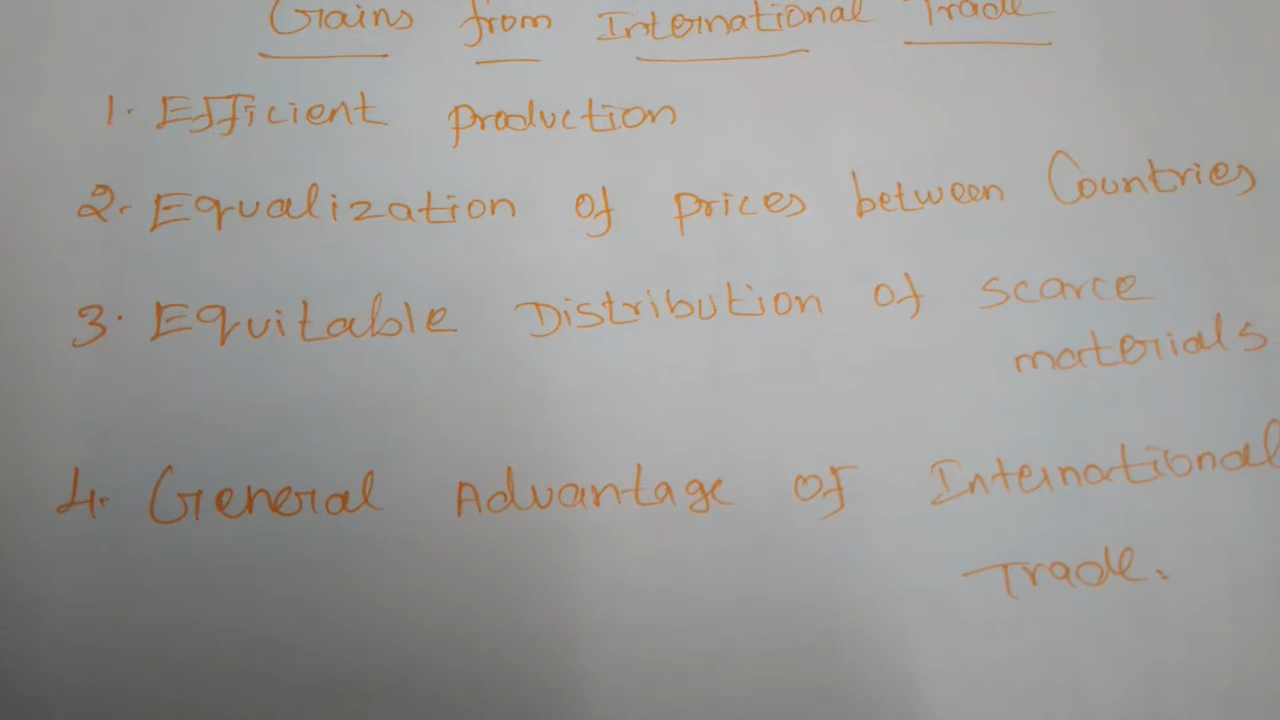 Gains from International Trade
1. Efficient production
2. Equalization of prices between Countries
3. Equitable Distribution of scarce
materials
4. General Advantage of International
Trade.